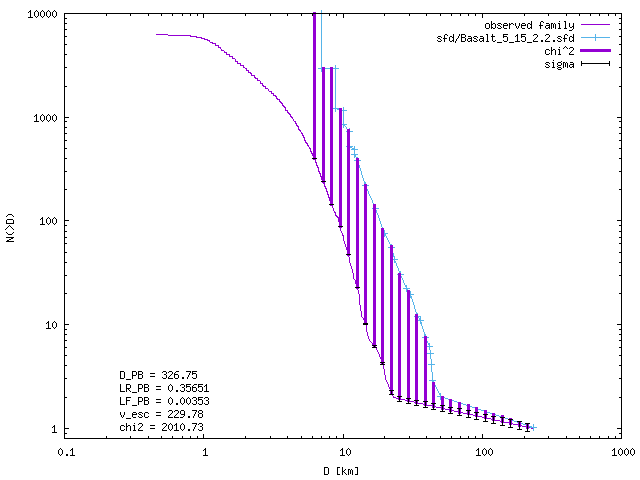 10000
1000
100
10
1
N(>D)
observed family
sfd/Basalt_5_15_2.2.sfd
chi^2
sigma
D_PB = 326.75
LR_PB = 0.35651
LF_PB = 0.00353
v_esc = 229.78
chi2 = 2010.73
0.1 1 10 100 1000
D [km]